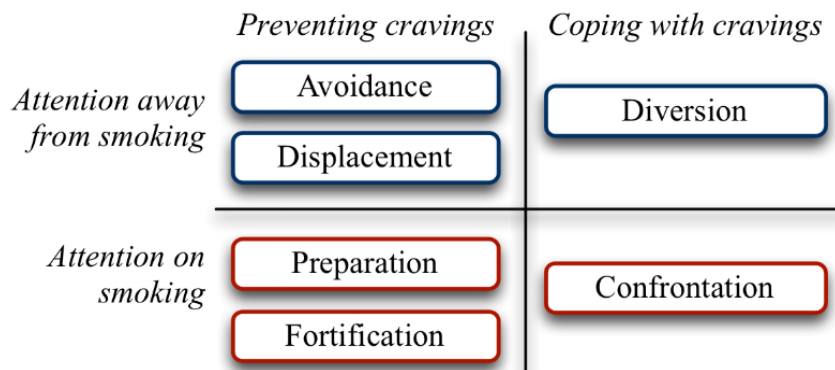 Preventing cravings
Coping with cravings
Attention away
from smoking
Avoidance
Displacement
Diversion
Attention on
smoking
Preparation
Fortification
Confrontation